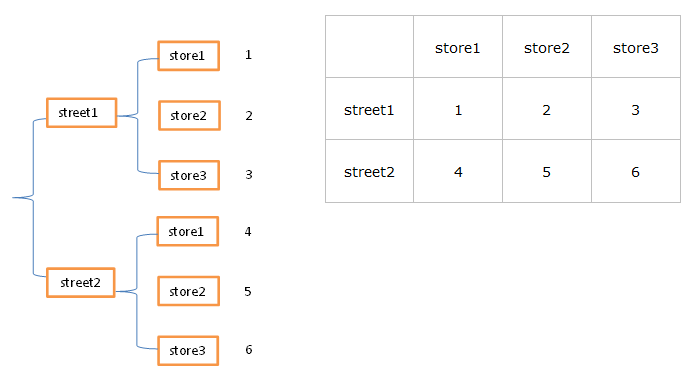 street1
store1 1
store2 2
store3 3
street2
store1 4
store2 5
store3 6
store1 store2 store3
street1 1 2 3
street2 4 5 6